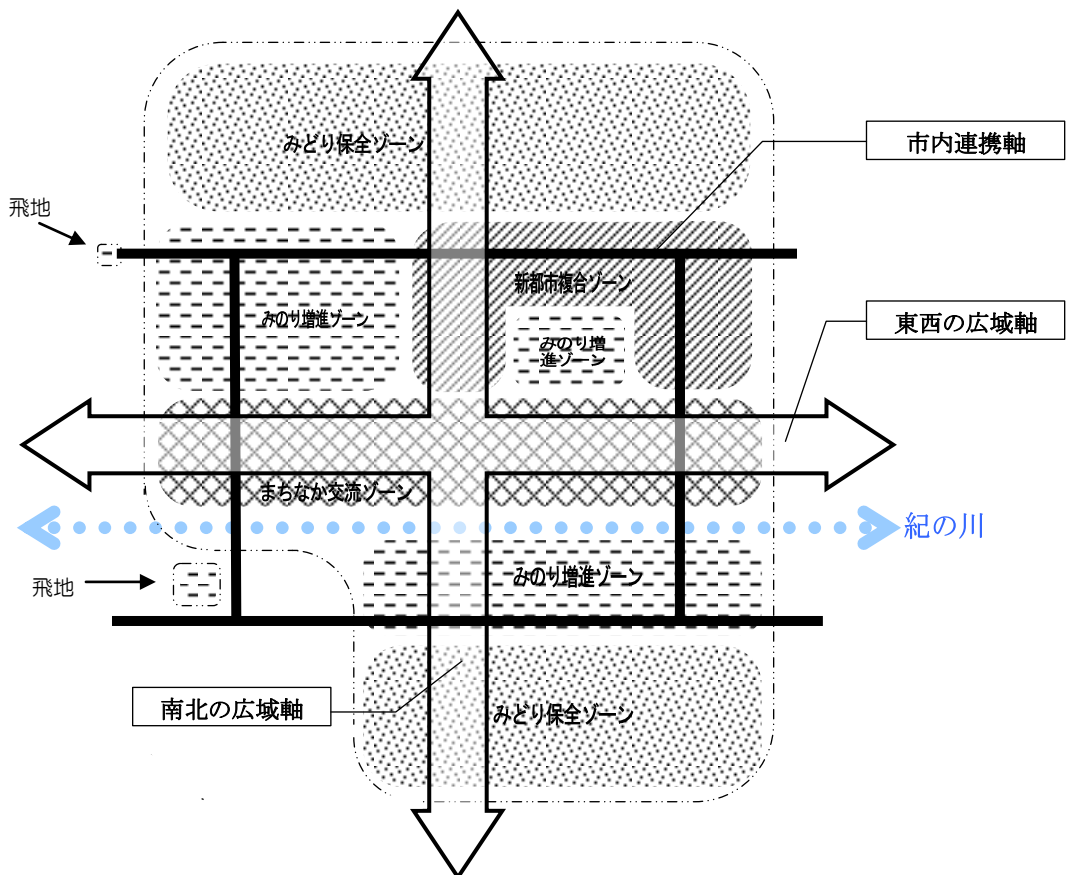 みどり保全ゾーン
市内連携軸
飛地
新都市複合ゾーン
みのり増進ゾーン
東西の広域軸
みのり増
進ゾーン
まちなか交流ゾーン
紀の川
飛地
みのり増進ゾーン
南北の広域軸
みどり保全ゾーン